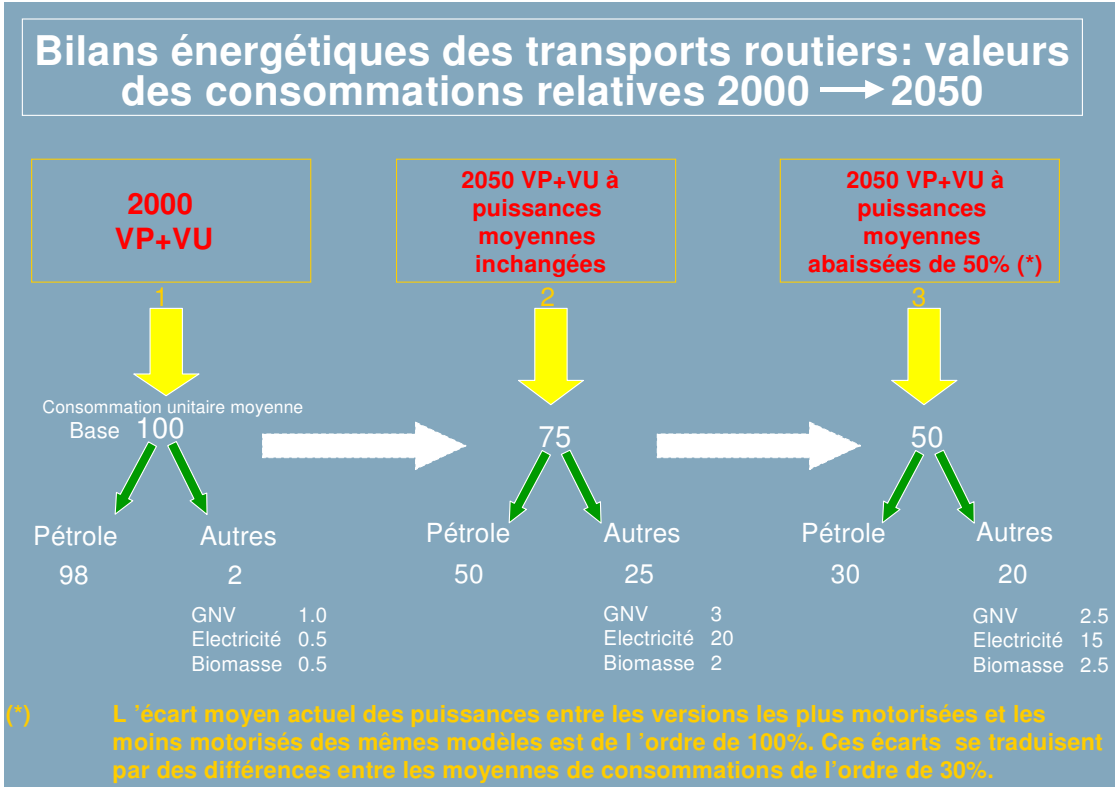 Bilans énergétiques des transports routiers: valeurs
des consommations relatives 2000 → 2050
2000
VP+VU
2050 VP+VU à
puissances
moyennes
inchangées
2050 VP+VU à
puissances
moyennes
abaissées de 50% (*)
1
2
3
Consommation unitaire moyenne
Base 100
75
50
Pétrole
98
Autres
2
GNV 1.0
Electricité 0.5
Biomasse 0.5
Pétrole
50
Autres
25
GNV 3
Electricité 20
Biomasse 2
Pétrole
30
Autres
20
GNV 2.5
Electricité 15
Biomasse 2.5
(*) L ’écart moyen actuel des puissances entre les versions les plus motorisées et les
moins motorisés des mêmes modèles est de l ’ordre de 100%. Ces écarts se traduisent
par des différences entre les moyennes de consommations de l’ordre de 30%.